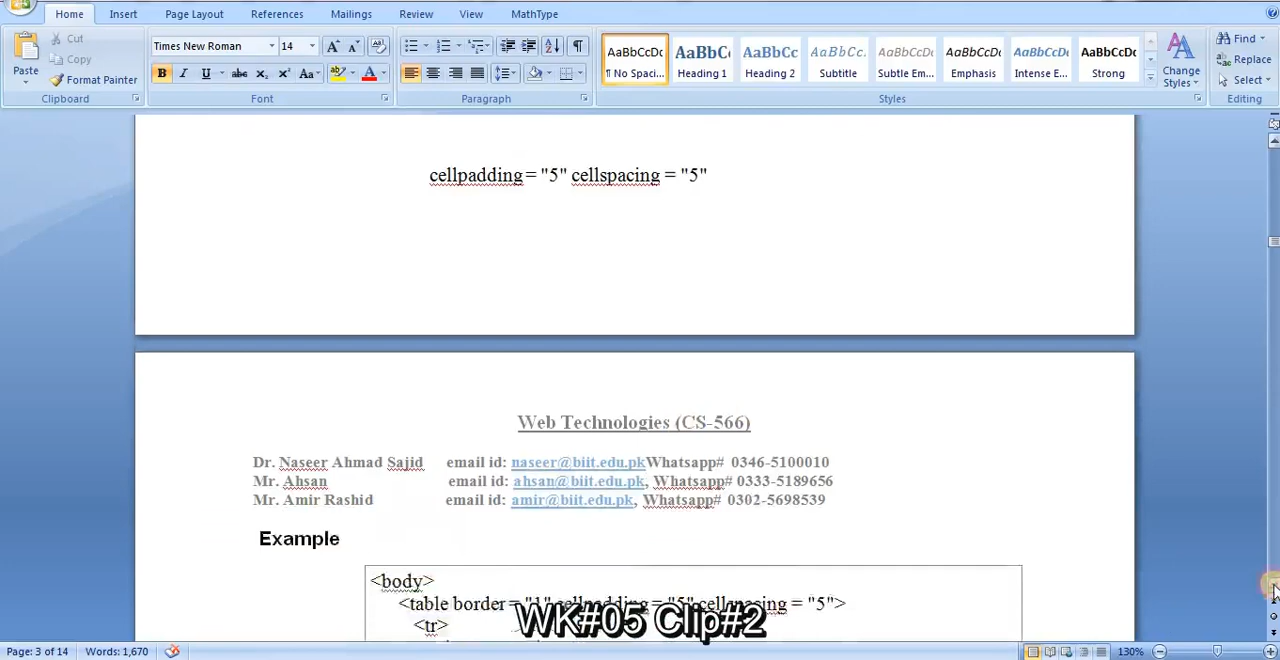 Home Insert Page Layout References Mailings Review View MathType
Paste Cut Copy Format Painter Clipboard
Times New Roman 14 Font
Paragraph
AaBbCcDc AaBbC AaBbCc AaBbCc. AaBbCcDc AaBbCcDc AaBbCcDc AaBbCcDc
¶ No Spaci... Heading 1 Heading 2 Subtitle Subtle Em... Emphasis Intense E... Strong
Change Styles Styles
Find Replace Select Editing
cellpadding = "5" cellspacing = "5"
Web Technologies (CS-566)
Dr. Naseer Ahmad Sajid email id: naseer@biit.edu.pkWhatsapp# 0346-5100010
Mr. Ahsan email id: ahsan@biit.edu.pk, Whatsapp# 0333-5189656
Mr. Amir Rashid email id: amir@biit.edu.pk, Whatsapp# 0302-5698539
Example
<body>
<table border = "1" cellpadding = "5" cellspacing = "5">
<tr>
WK#05 Clip#2
Page: 3 of 14 Words: 1,670 130%